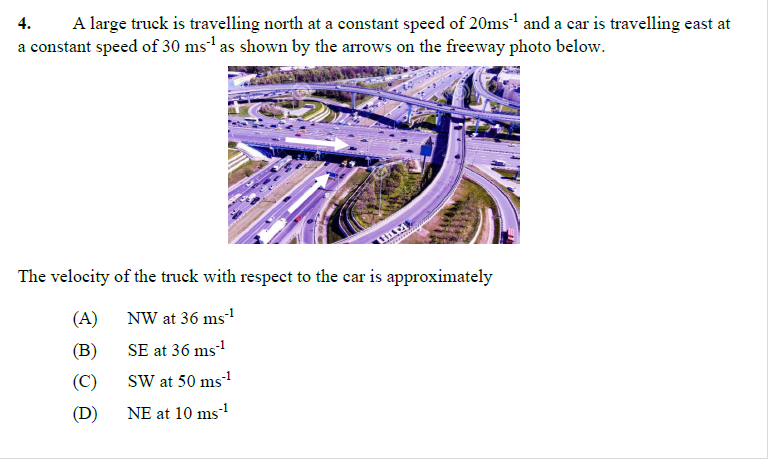 4. A large truck is travelling north at a constant speed of 20ms⁻¹ and a car is travelling east at
a constant speed of 30 ms⁻¹ as shown by the arrows on the freeway photo below.
The velocity of the truck with respect to the car is approximately
(A) NW at 36 ms⁻¹
(B) SE at 36 ms⁻¹
(C) SW at 50 ms⁻¹
(D) NE at 10 ms⁻¹